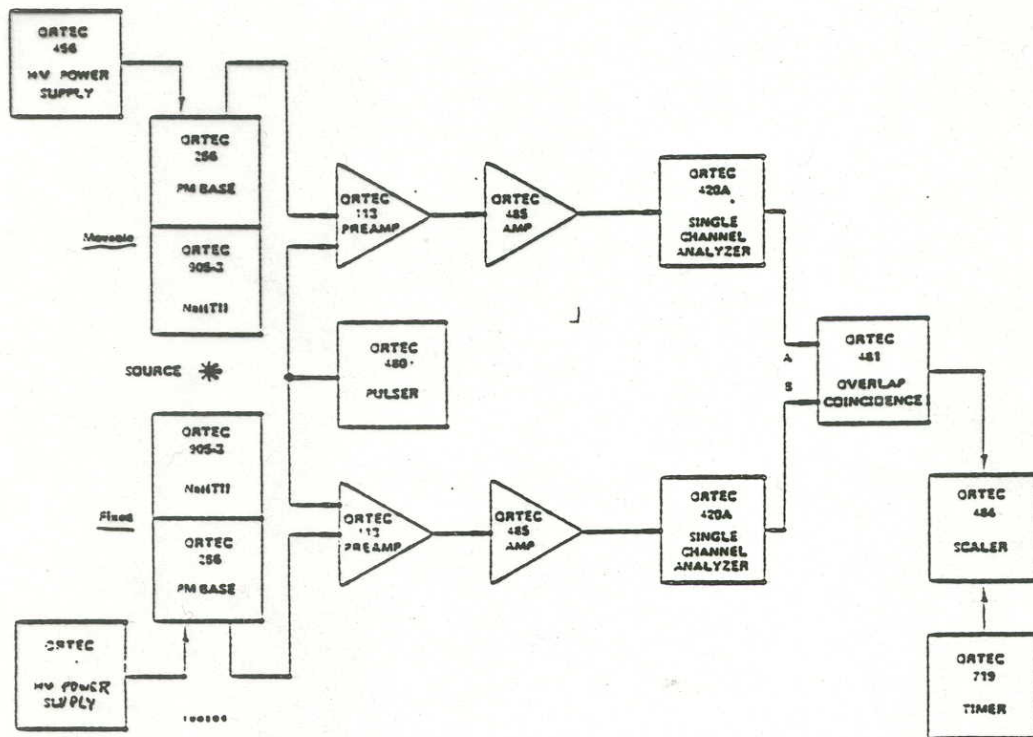 ORTEC
456
HV POWER
SUPPLY
ORTEC
266
PM BASE
Moveable
ORTEC
905-3
NaI(Tl)
SOURCE
ORTEC
905-3
NaI(Tl)
Fixed
ORTEC
266
PM BASE
ORTEC
HV POWER
SUPPLY
ORTEC
113
PREAMP
ORTEC
485
AMP
ORTEC
420A
SINGLE
CHANNEL
ANALYZER
ORTEC
480
PULSER
ORTEC
113
PREAMP
ORTEC
485
AMP
ORTEC
420A
SINGLE
CHANNEL
ANALYZER
A
B
ORTEC
481
OVERLAP
COINCIDENCE
ORTEC
484
SCALER
ORTEC
719
TIMER